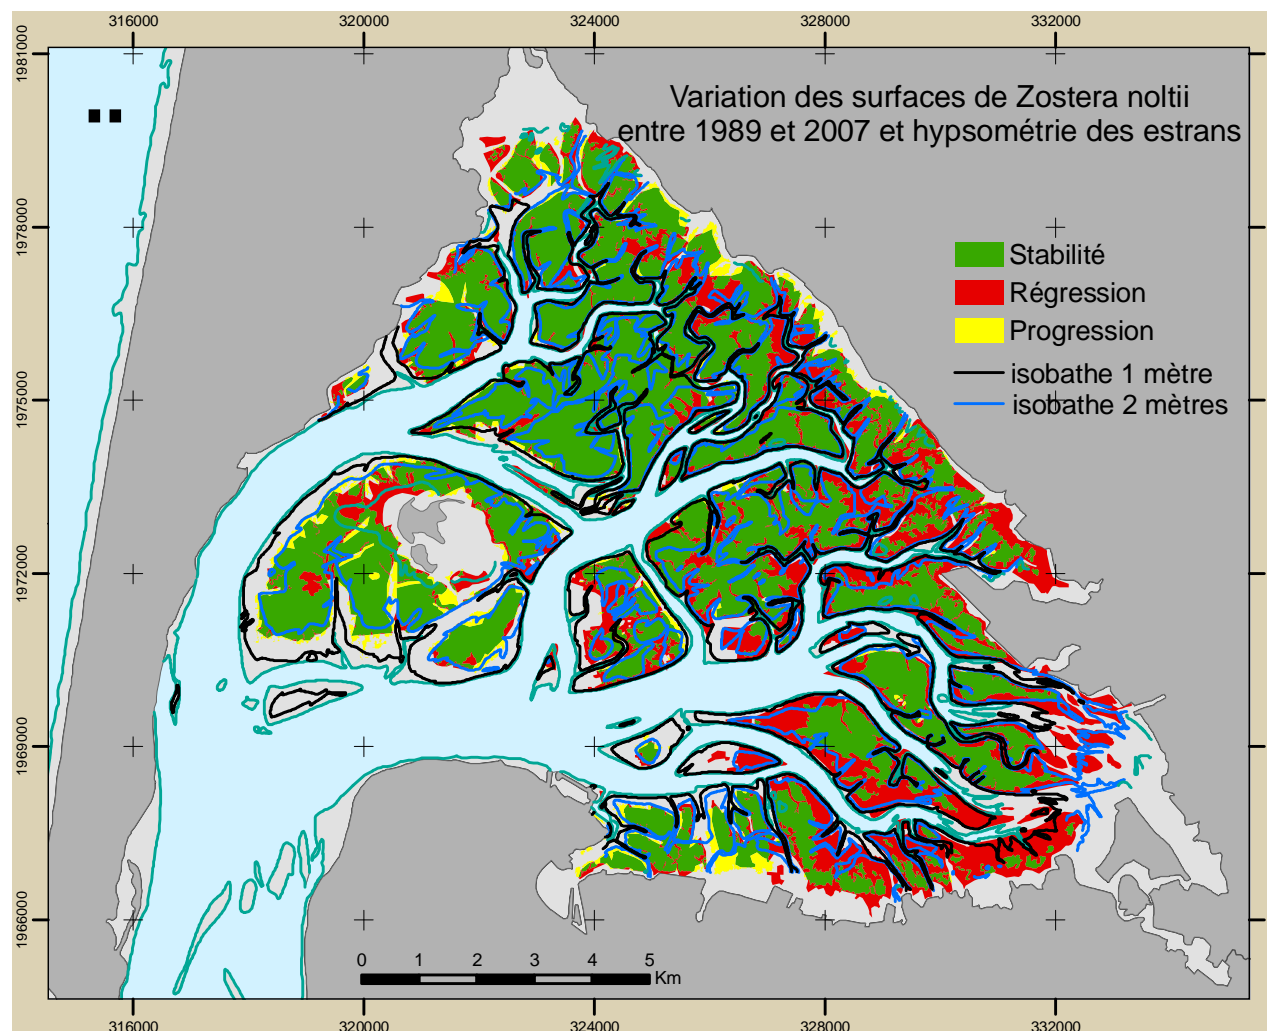 316000 320000 324000 328000 332000
1981000
1978000
1975000
1972000
1969000
1966000
Variation des surfaces de Zostera noltii
entre 1989 et 2007 et hypsométrie des estrans
Stabilité
Régression
Progression
isobathe 1 mètre
isobathe 2 mètres
0 1 2 3 4 5
Km
316000 320000 324000 328000 332000